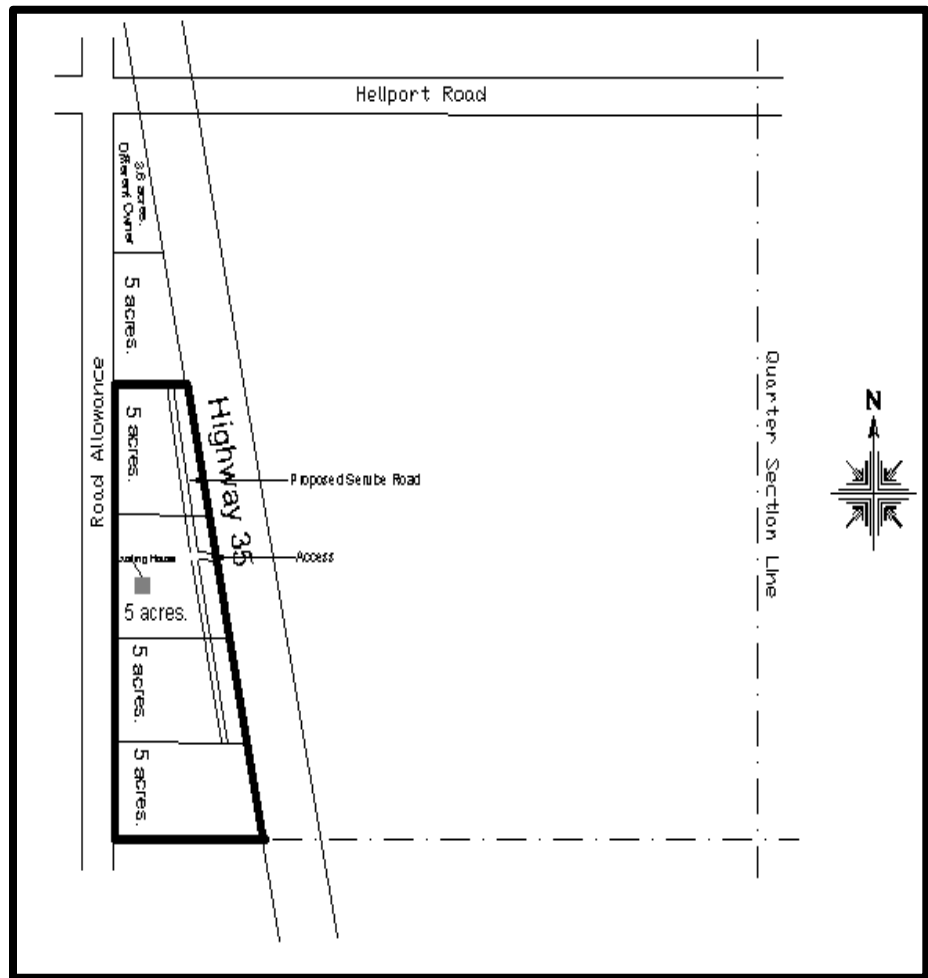 Heliport Road
3.6 acres.
Different Owner
5 acres.
Road Allowance
Highway 35
5 acres.
Proposed Service Road
Access
Existing House
5 acres.
5 acres.
5 acres.
Quarter Section Line
N